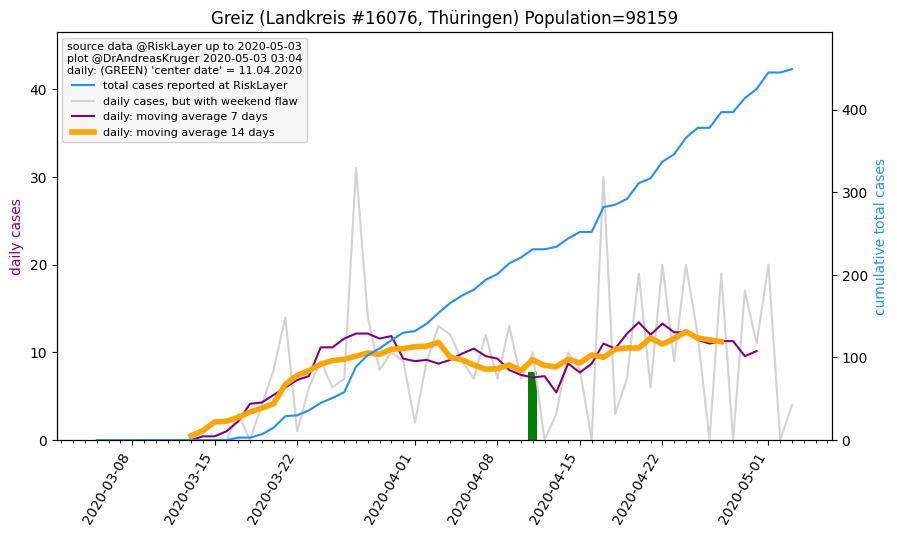 Greiz (Landkreis #16076, Thüringen) Population=98159
source data @RiskLayer up to 2020-05-03
plot @DrAndreasKruger 2020-05-03 03:04
daily: (GREEN) 'center date' = 11.04.2020
total cases reported at RiskLayer
daily cases, but with weekend flaw
daily: moving average 7 days
daily: moving average 14 days
daily cases
0
10
20
30
40
cumulative total cases
0
100
200
300
400
2020-03-08
2020-03-15
2020-03-22
2020-04-01
2020-04-08
2020-04-15
2020-04-22
2020-05-01